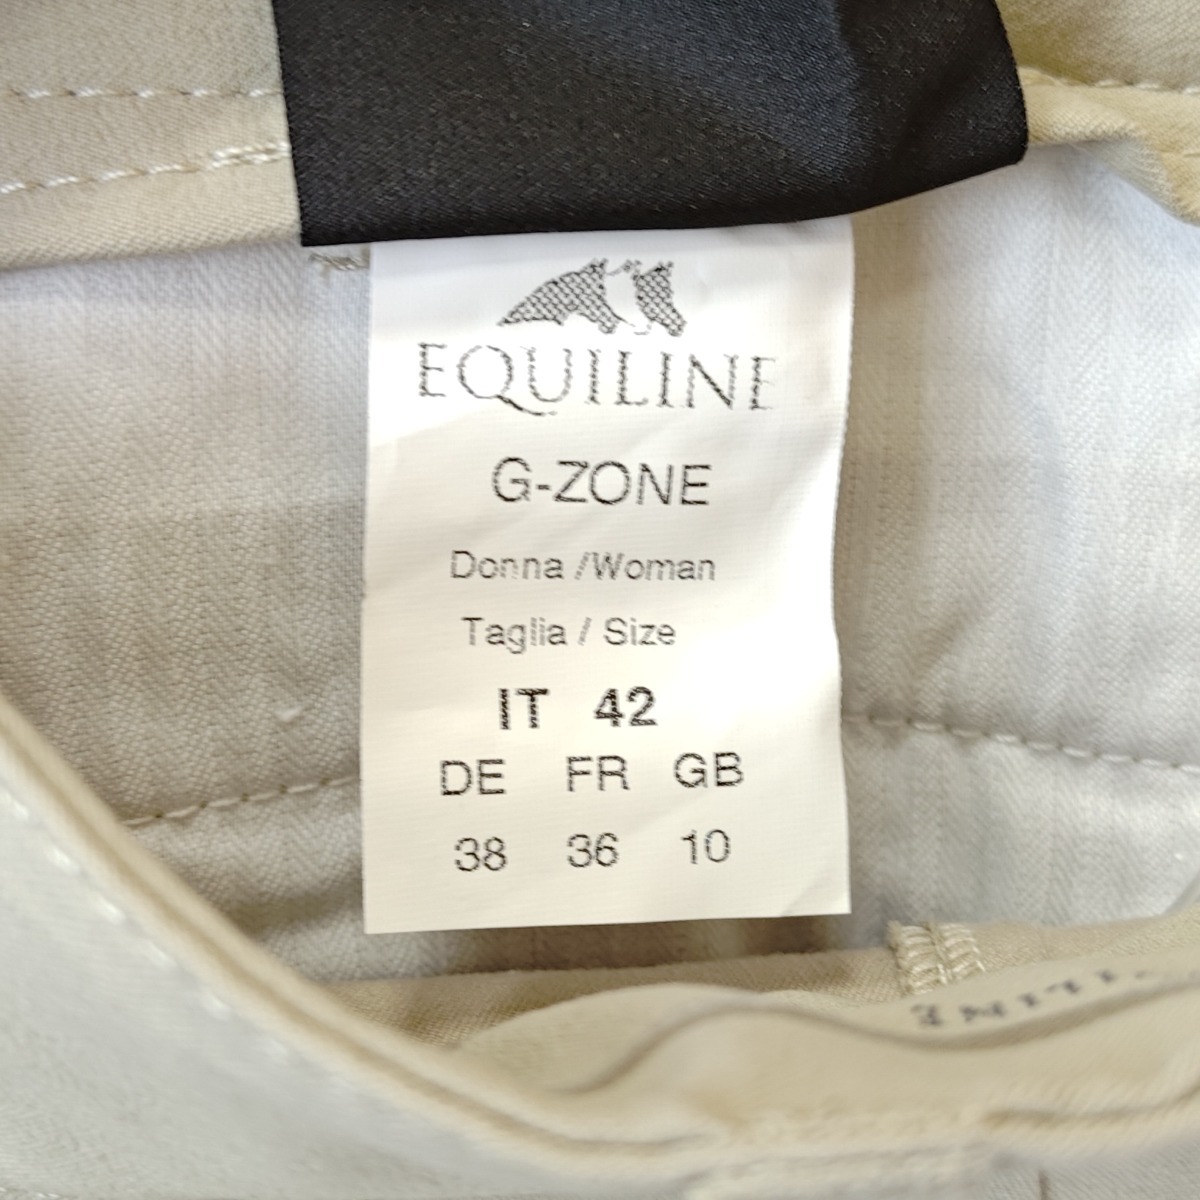 EQUILINE
G-ZONE
Donna /Woman
Taglia / Size
IT 42
DE FR GB
38 36 10